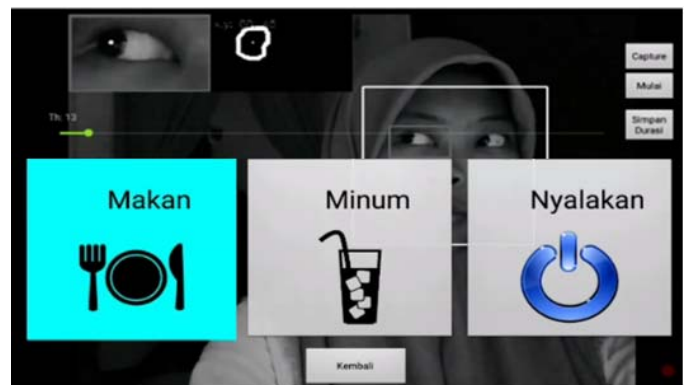 Capture
Mulai
Th: 13
Simpan
Durasi
Makan
Minum
Nyalakan
Kembali